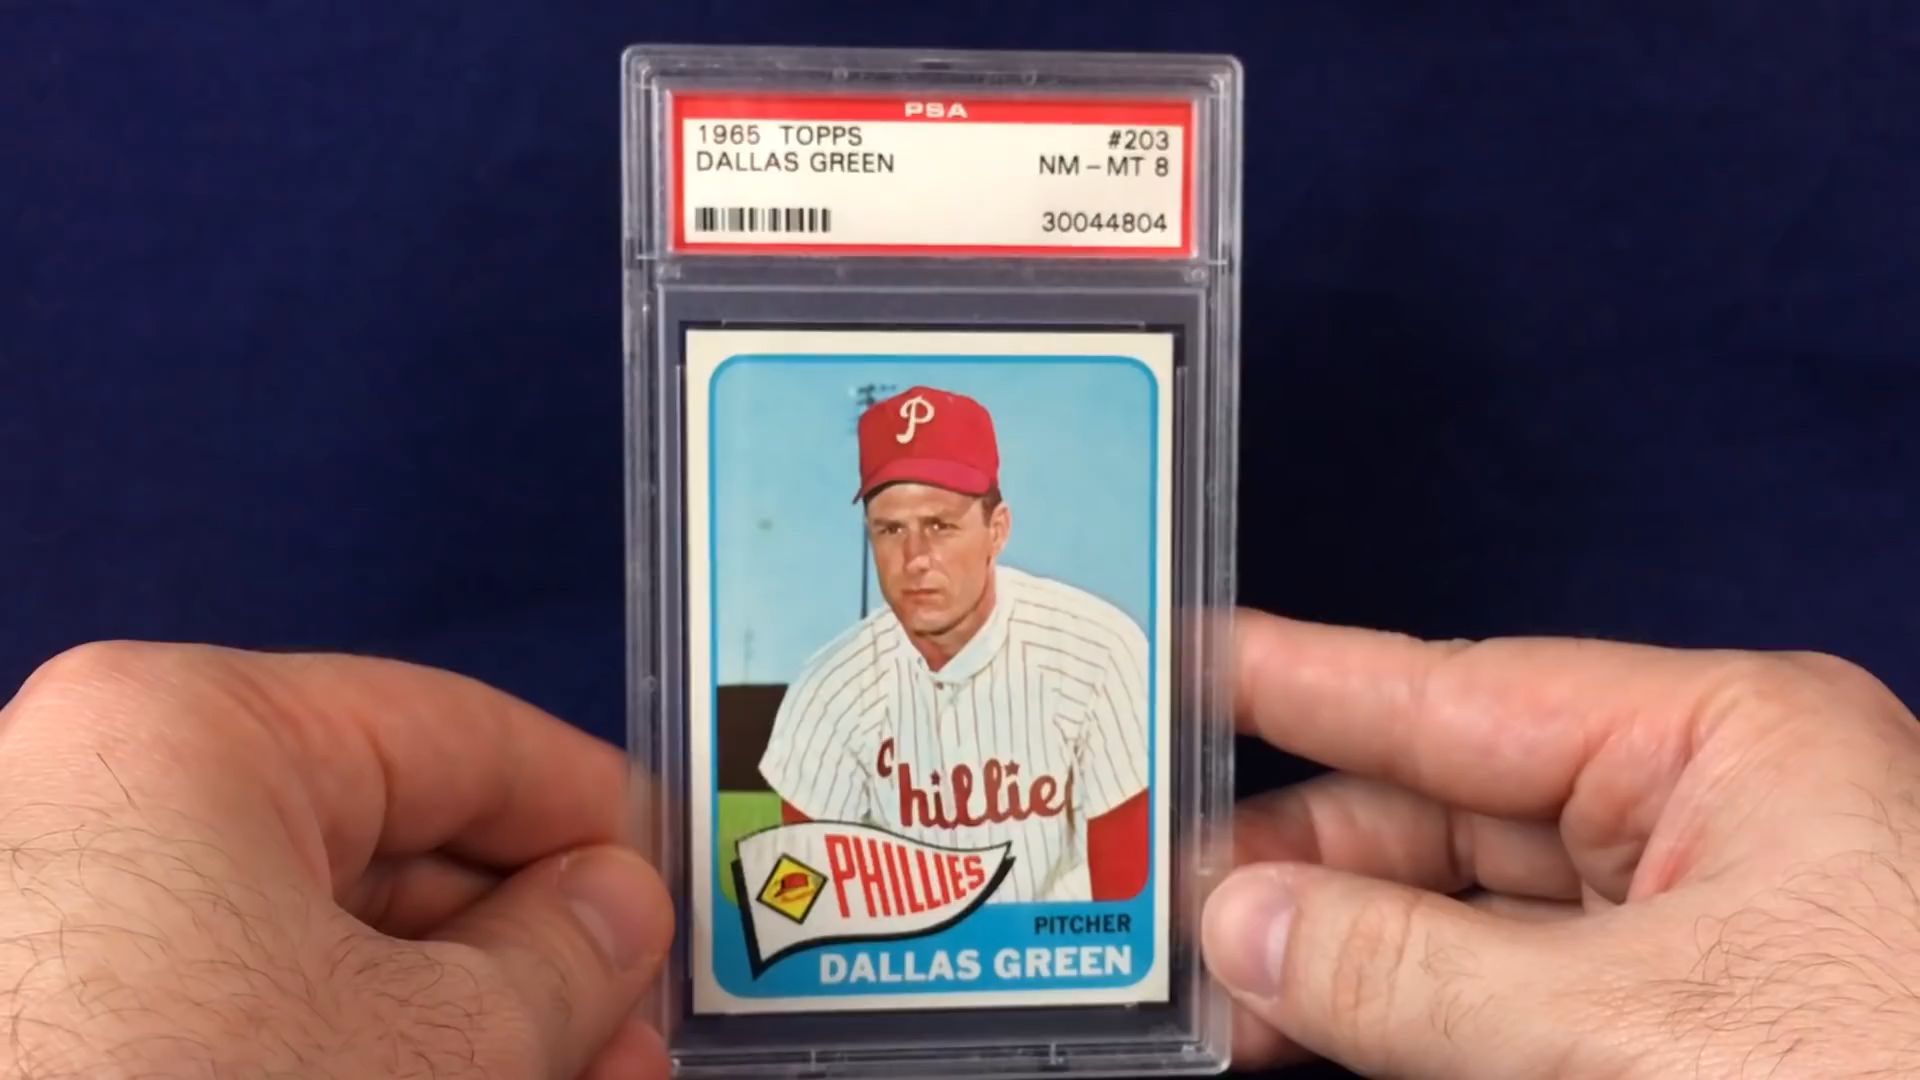 PSA
1965 TOPPS #203
DALLAS GREEN NM-MT 8
30044804
P
Phillies
PHILLIES
PITCHER
DALLAS GREEN